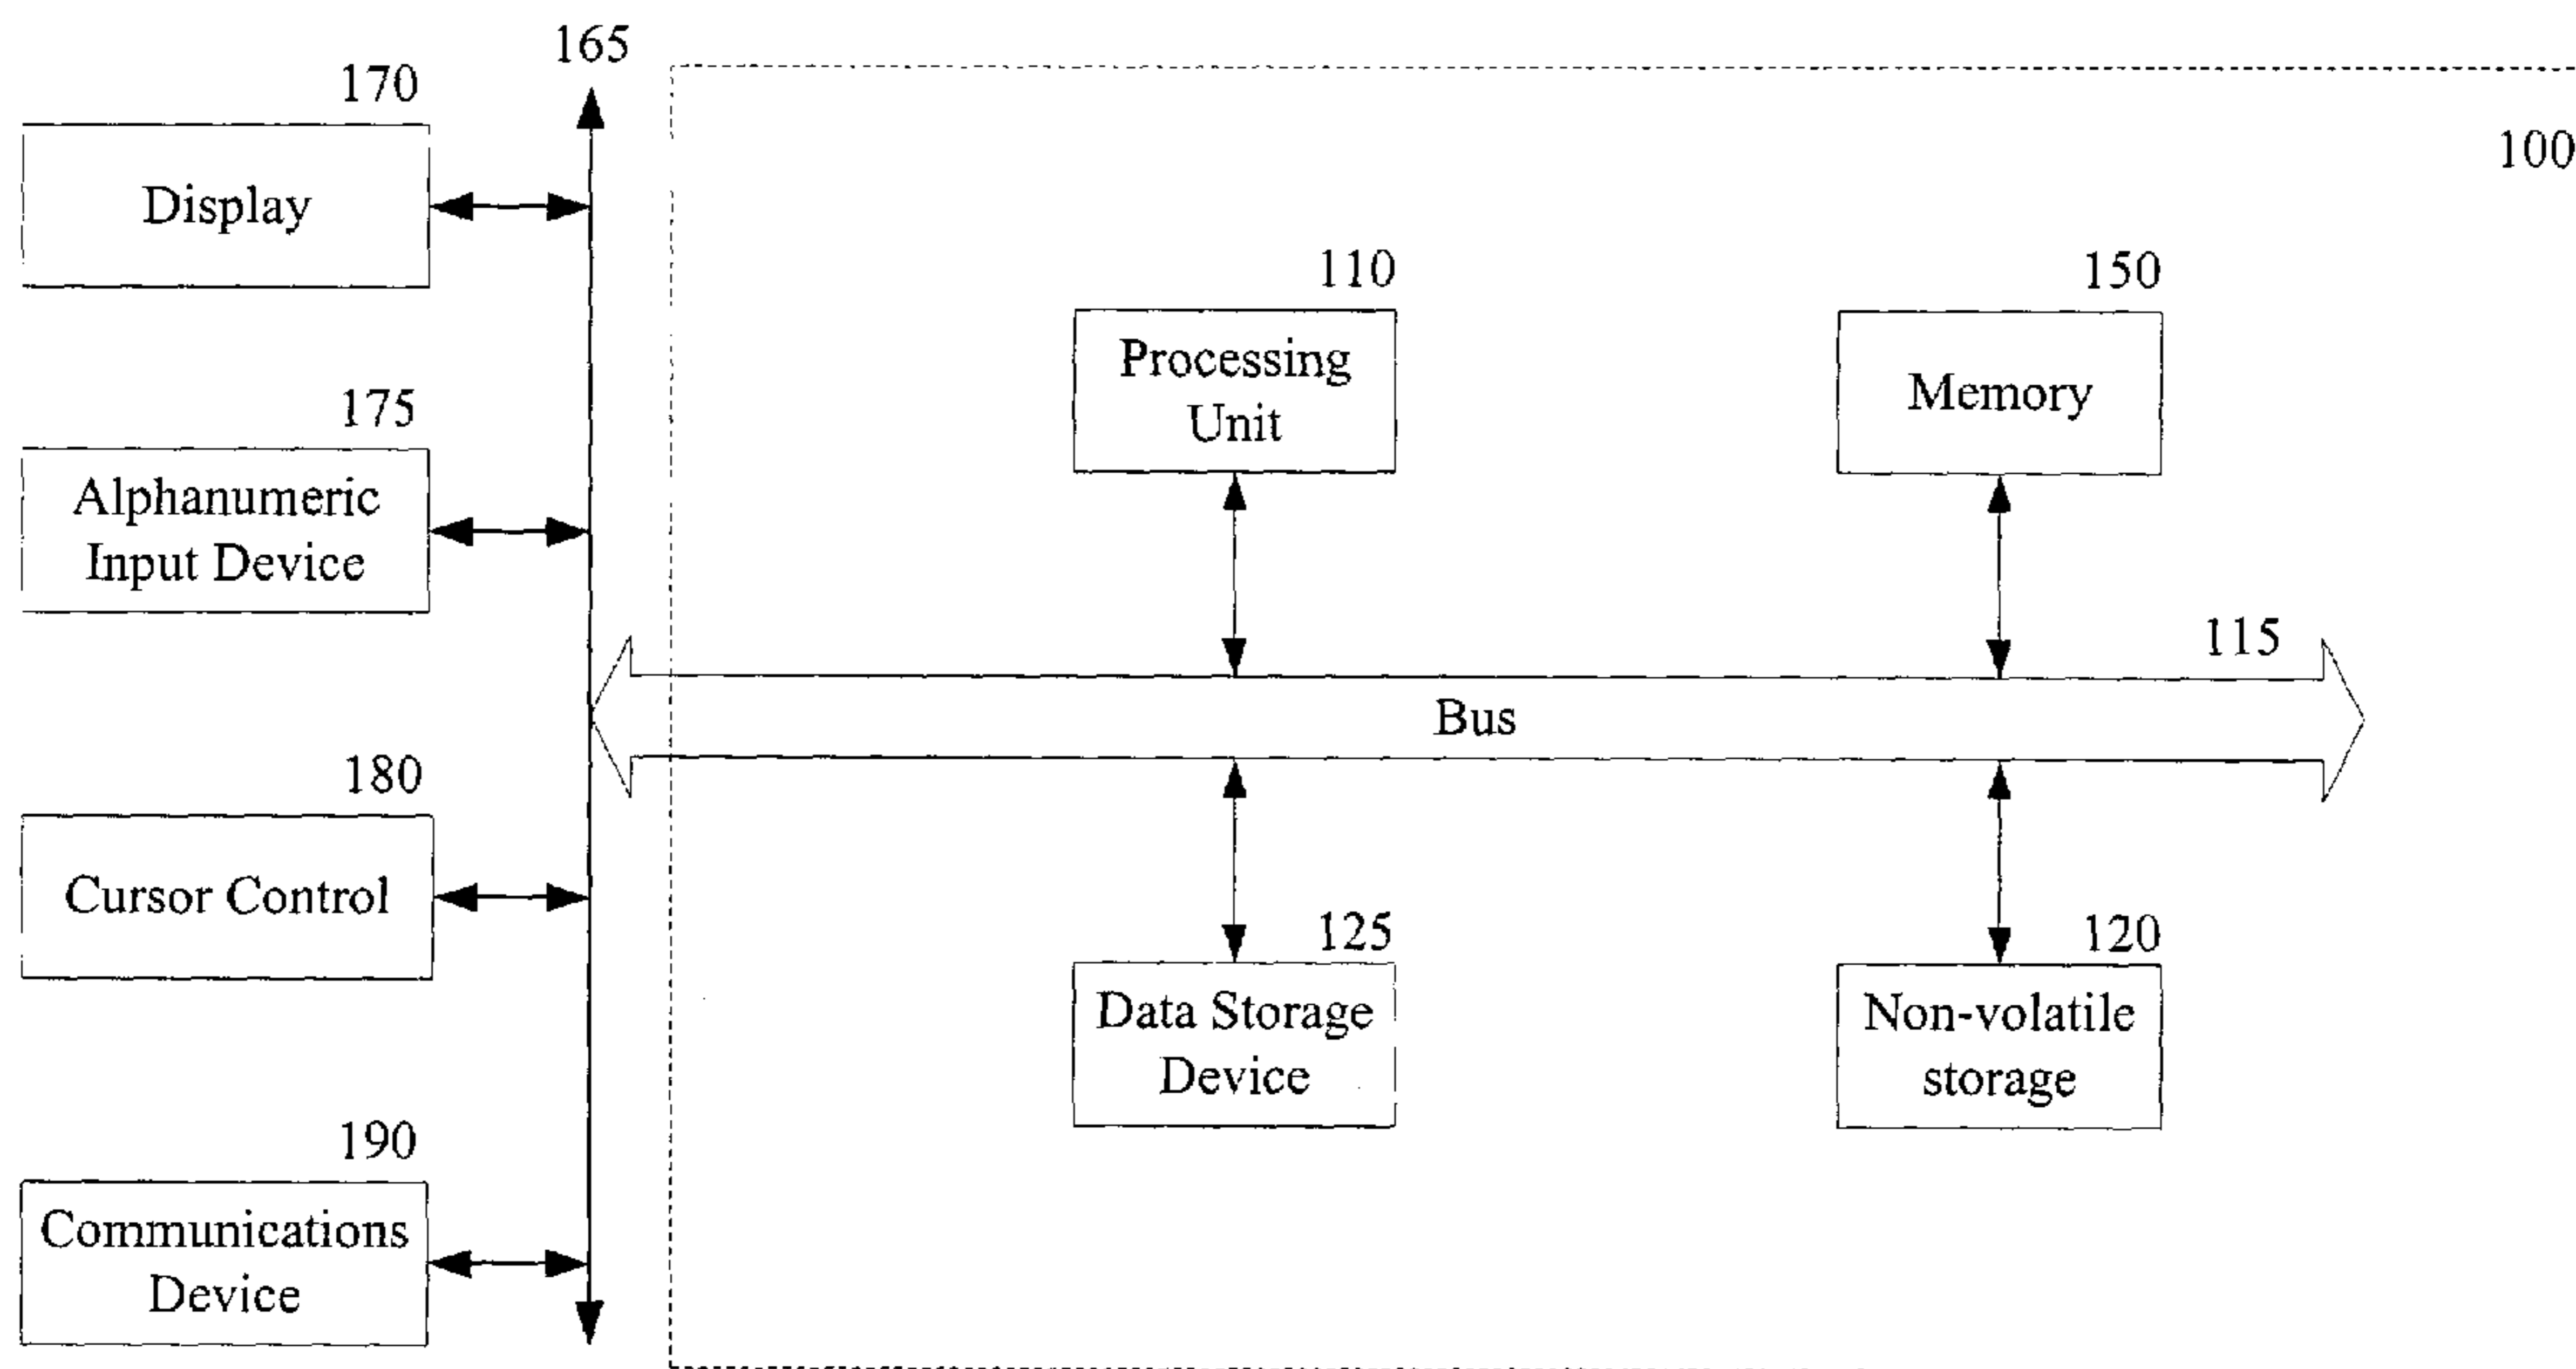 165
170
100
Display
110
150
Processing
Unit
Memory
175
Alphanumeric
Input Device
115
Bus
180
Cursor Control
125
120
Data Storage
Device
Non-volatile
storage
190
Communications
Device